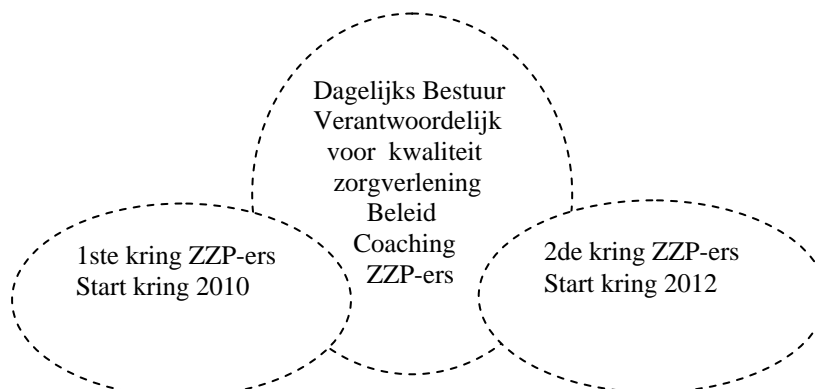 Dagelijks Bestuur
Verantwoordelijk
voor kwaliteit
zorgverlening
Beleid
Coaching
ZZP-ers
1ste kring ZZP-ers
Start kring 2010
2de kring ZZP-ers
Start kring 2012